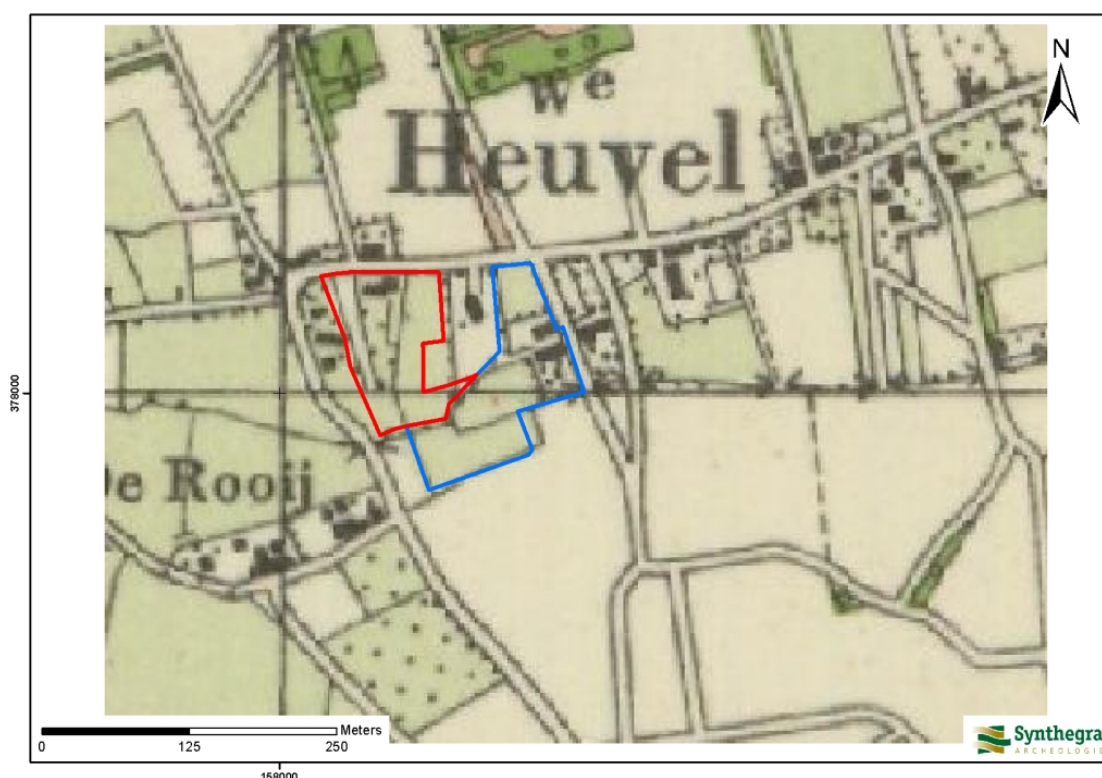 N
We
Heuvel
378000
De Rooij
Meters
0 125 250
Synthegra
ARCHEOLOGIE
158000